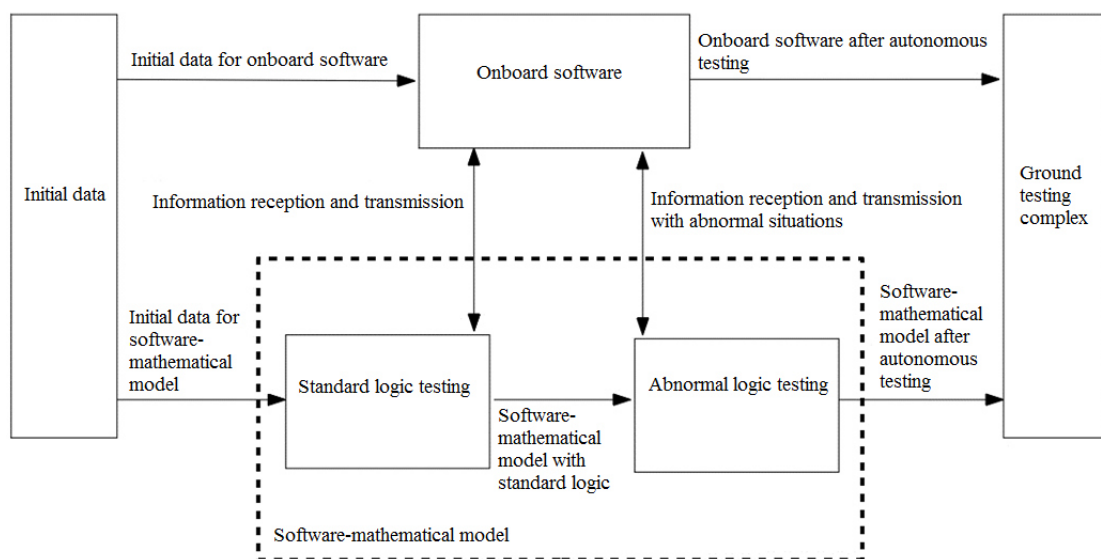 Initial data
Initial data for onboard software
Onboard software
Onboard software after autonomous
testing
Ground
testing
complex
Information reception and transmission
Information reception and transmission
with abnormal situations
Initial data for
software-
mathematical
model
Standard logic testing
Software-
mathematical
model with
standard logic
Abnormal logic testing
Software-
mathematical
model after
autonomous
testing
Software-mathematical model